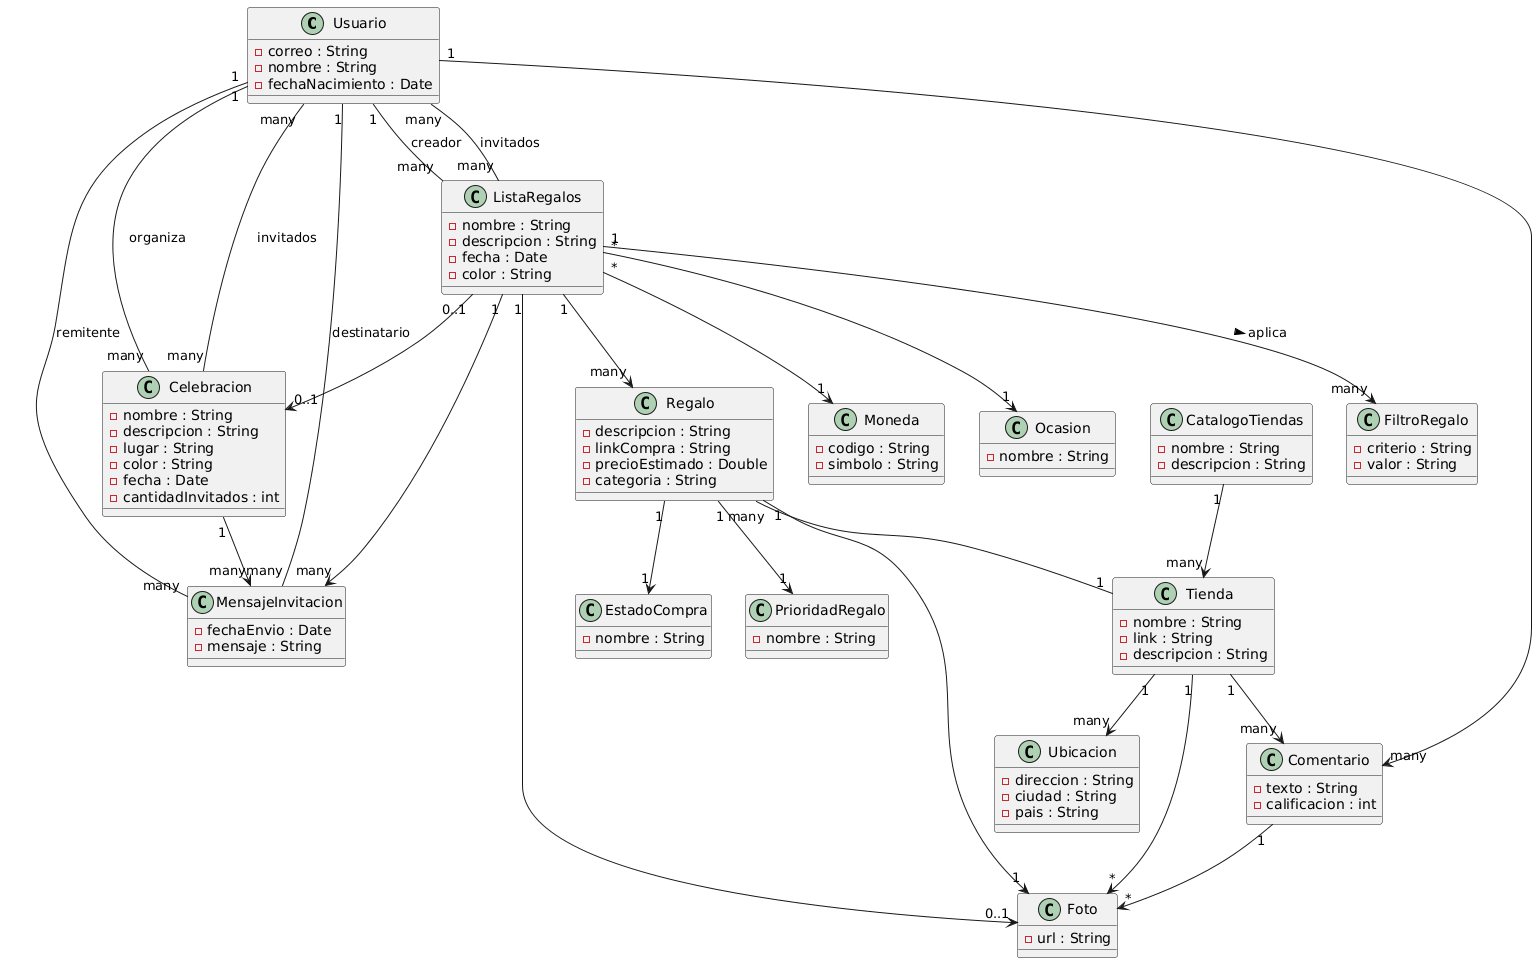 C Usuario
correo : String
nombre : String
fechaNacimiento : Date
1
1
1
many
1
1
many
creador
invitados
many
many
C ListaRegalos
nombre : String
descripcion : String
fecha : Date
color : String
organiza
invitados
1
*
*
remitente
destinatario
0..1
1
1
1
aplica
many
many
many
1
1
many
0..1
C Celebracion
nombre : String
descripcion : String
lugar : String
color : String
fecha : Date
cantidadInvitados : int
C Regalo
descripcion : String
linkCompra : String
precioEstimado : Double
categoria : String
C Moneda
codigo : String
simbolo : String
C Ocasion
nombre : String
C CatalogoTiendas
nombre : String
descripcion : String
C FiltroRegalo
criterio : String
valor : String
1
1
1
many
1
1
many
many
many
many
1
1
1
many
C MensajeInvitacion
fechaEnvio : Date
mensaje : String
C EstadoCompra
nombre : String
C PrioridadRegalo
nombre : String
C Tienda
nombre : String
link : String
descripcion : String
1
1
1
many
many
many
C Ubicacion
direccion : String
ciudad : String
pais : String
C Comentario
texto : String
calificacion : int
1
1
*
*
0..1
C Foto
url : String